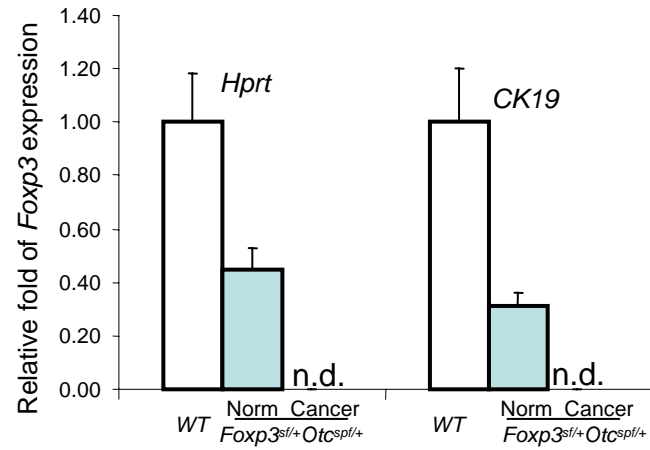 Relative fold of Foxp3 expression
1.40
1.20
1.00
0.80
0.60
0.40
0.20
0.00
Hprt
CK19
n.d.
n.d.
WT
Norm Cancer
Foxp3sf/+Otcspf/+
WT
Norm Cancer
Foxp3sf/+Otcspf/+